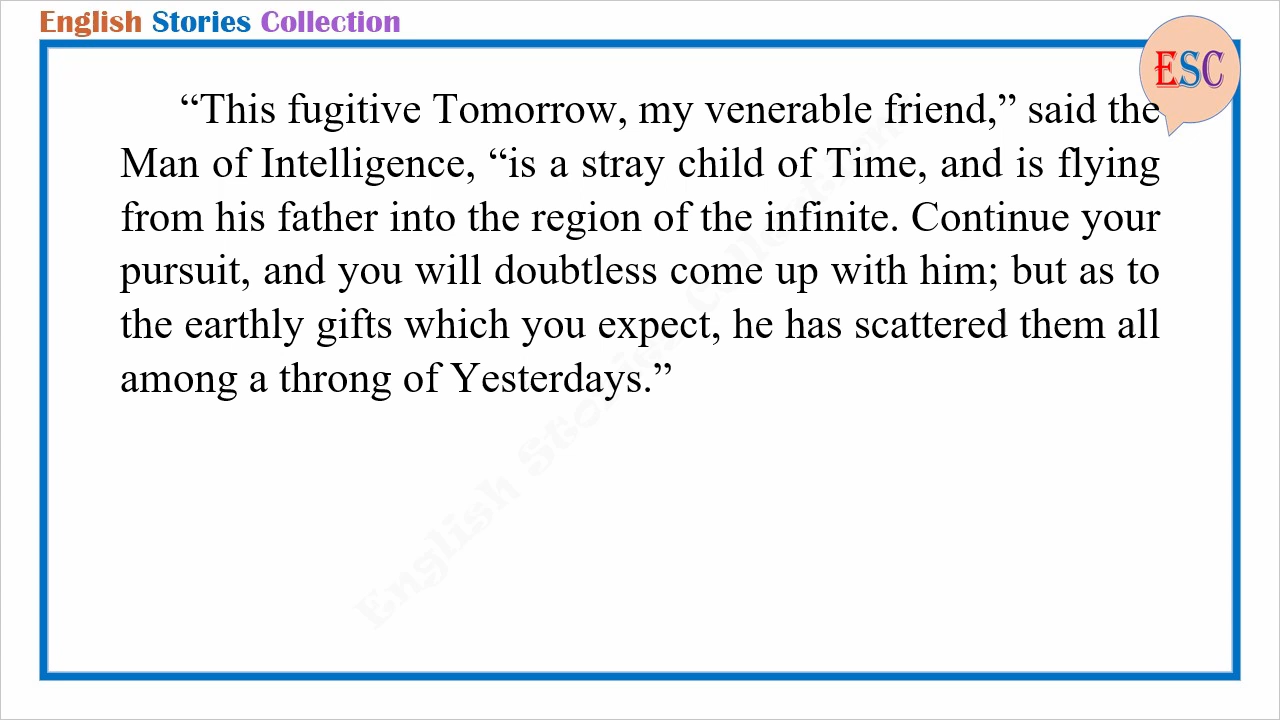 English Stories Collection
ESC
“This fugitive Tomorrow, my venerable friend,” said the
Man of Intelligence, “is a stray child of Time, and is flying
from his father into the region of the infinite. Continue your
pursuit, and you will doubtless come up with him; but as to
the earthly gifts which you expect, he has scattered them all
among a throng of Yesterdays.”
English Stories Collection